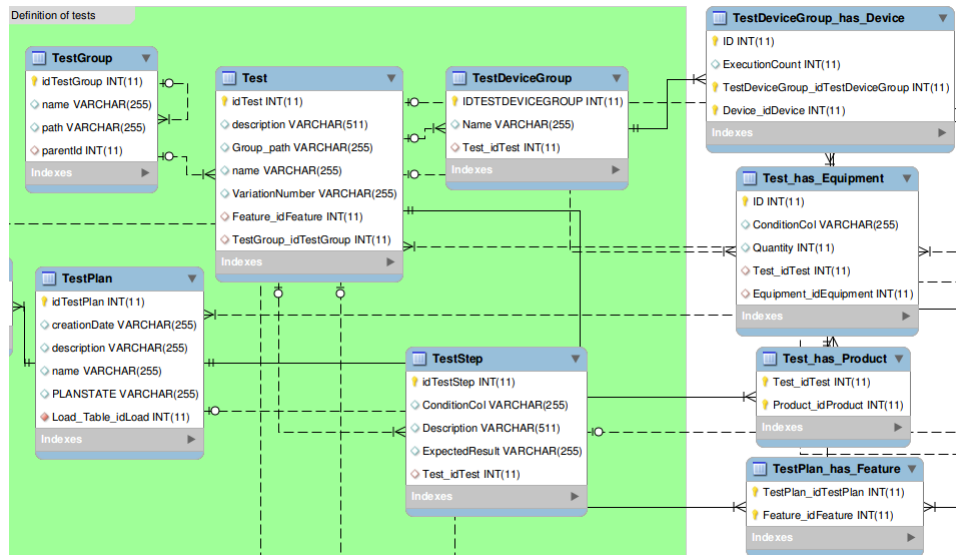 Definition of tests
TestGroup
idTestGroup INT(11)
name VARCHAR(255)
path VARCHAR(255)
parentId INT(11)
Indexes
Test
idTest INT(11)
description VARCHAR(511)
Group_path VARCHAR(255)
name VARCHAR(255)
VariationNumber VARCHAR(255)
Feature_idFeature INT(11)
TestGroup_idTestGroup INT(11)
Indexes
TestDeviceGroup
IDTESTDEVICEGROUP INT(11)
Name VARCHAR(255)
Test_idTest INT(11)
Indexes
TestDeviceGroup_has_Device
ID INT(11)
ExecutionCount INT(11)
TestDeviceGroup_idTestDeviceGroup INT(11)
Device_idDevice INT(11)
Indexes
Test_has_Equipment
ID INT(11)
ConditionCol VARCHAR(255)
Quantity INT(11)
Test_idTest INT(11)
Equipment_idEquipment INT(11)
Indexes
TestPlan
idTestPlan INT(11)
creationDate VARCHAR(255)
description VARCHAR(255)
name VARCHAR(255)
PLANSTATE VARCHAR(255)
Load_Table_idLoad INT(11)
Indexes
TestStep
idTestStep INT(11)
ConditionCol VARCHAR(255)
Description VARCHAR(511)
ExpectedResult VARCHAR(255)
Test_idTest INT(11)
Indexes
Test_has_Product
Test_idTest INT(11)
Product_idProduct INT(11)
Indexes
TestPlan_has_Feature
TestPlan_idTestPlan INT(11)
Feature_idFeature INT(11)
Indexes